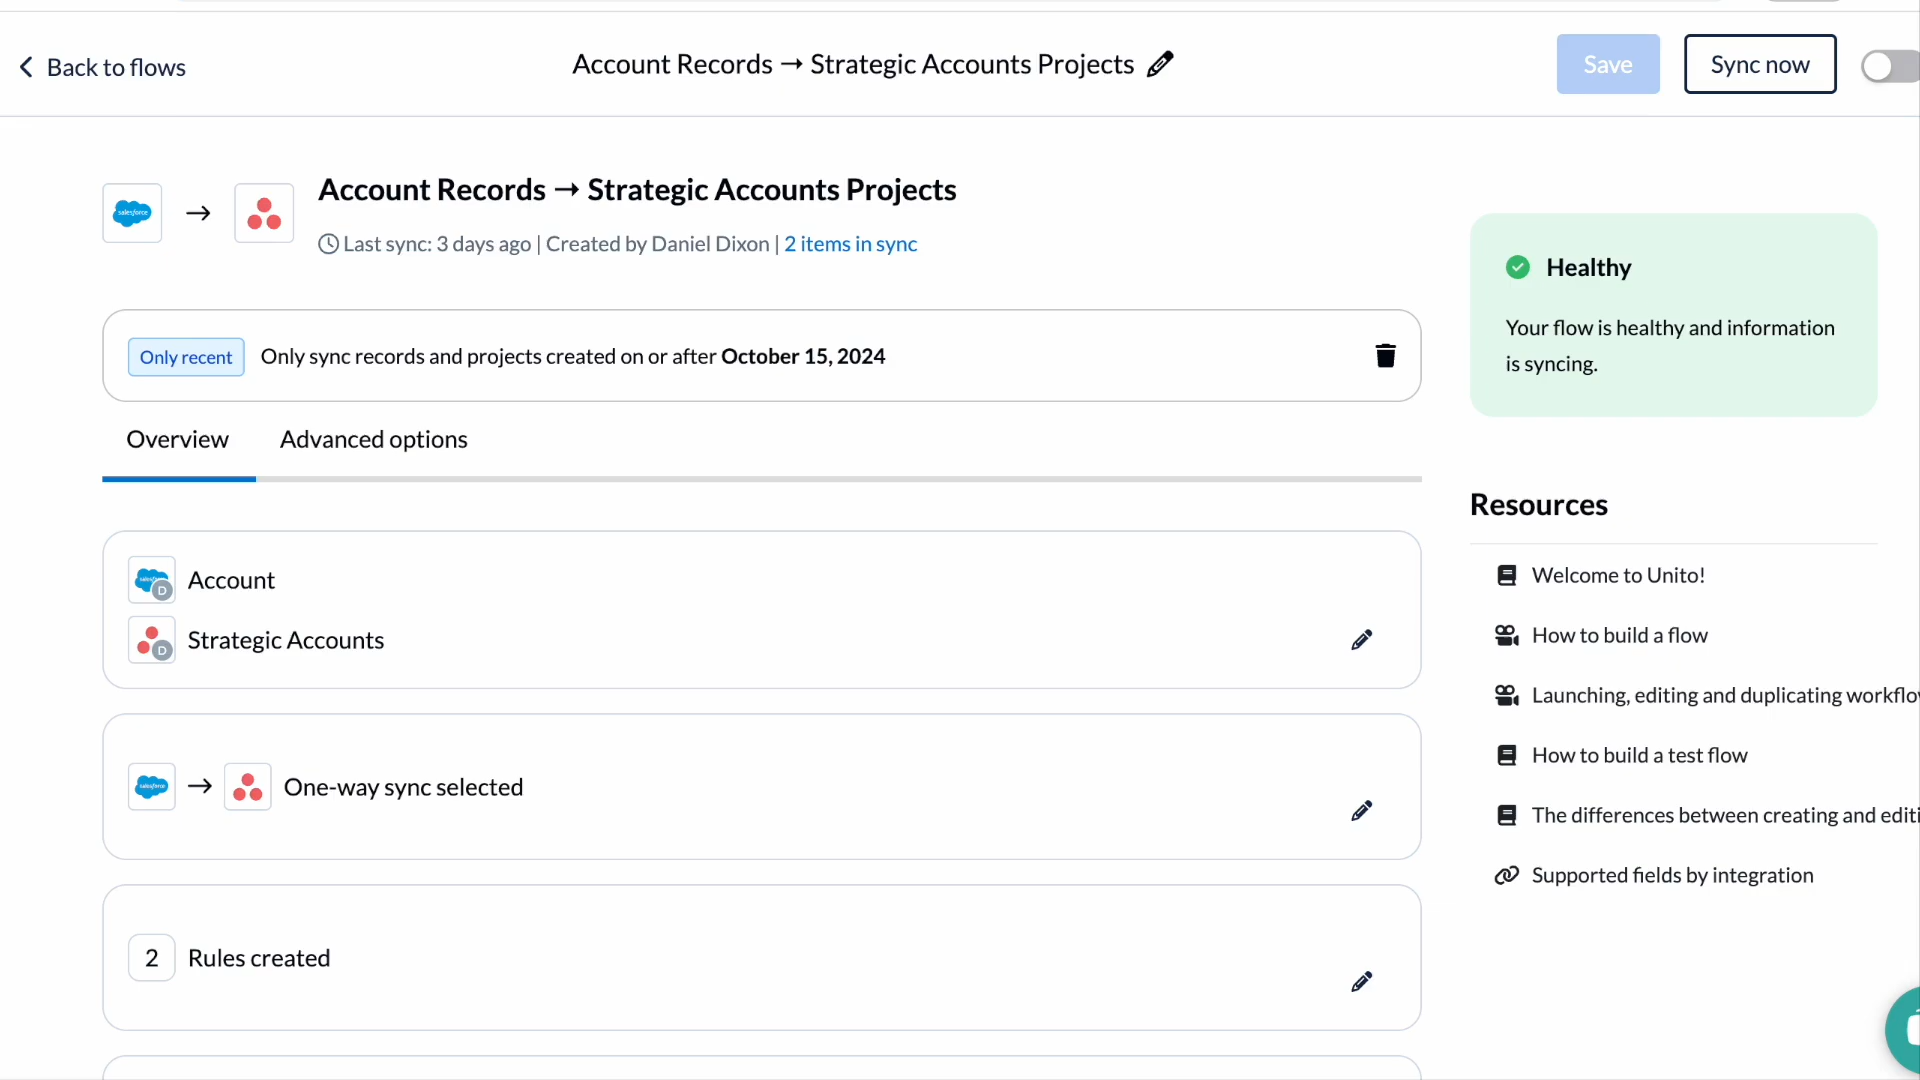 Back to flows
Account Records → Strategic Accounts Projects
Save
Sync now
salesforce
Account Records → Strategic Accounts Projects
Last sync: 3 days ago | Created by Daniel Dixon | 2 items in sync
Healthy
Your flow is healthy and information
is syncing.
Only recent
Only sync records and projects created on or after October 15, 2024
Overview
Advanced options
Resources
Account
D
Strategic Accounts
D
Welcome to Unito!
How to build a flow
Launching, editing and duplicating workflo
How to build a test flow
The differences between creating and editi
Supported fields by integration
salesforce
One-way sync selected
2
Rules created